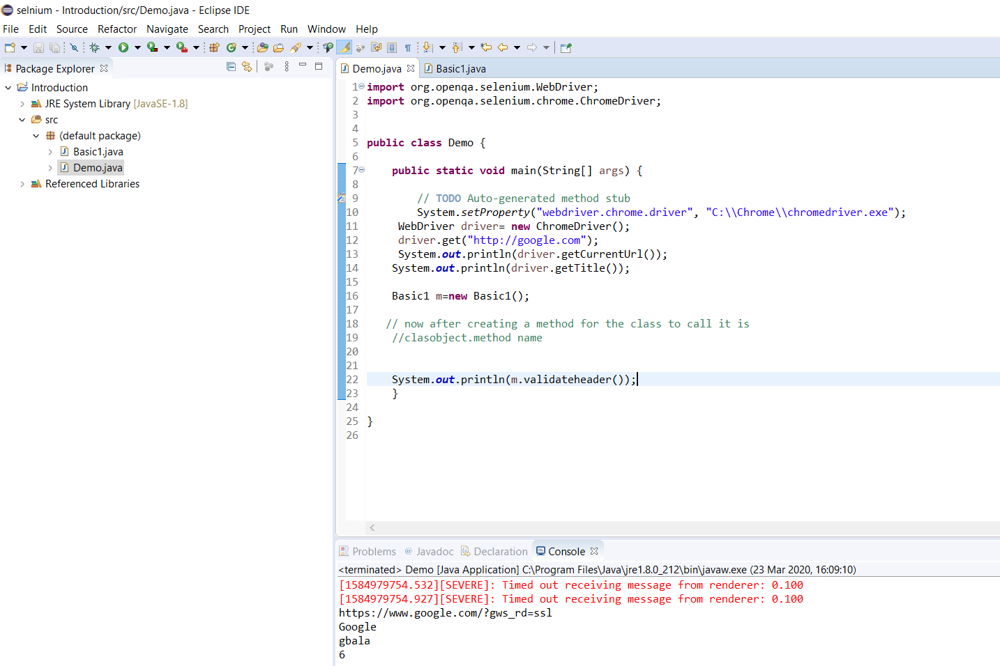 selnium - Introduction/src/Demo.java - Eclipse IDE
File Edit Source Refactor Navigate Search Project Run Window Help
Package Explorer
Introduction
JRE System Library [JavaSE-1.8]
src
(default package)
Basic1.java
Demo.java
Referenced Libraries
Demo.java Basic1.java
1 import org.openqa.selenium.WebDriver;
2 import org.openqa.selenium.chrome.ChromeDriver;
3
4
5 public class Demo {
6
7 public static void main(String[] args) {
8
9 // TODO Auto-generated method stub
10 System.setProperty("webdriver.chrome.driver", "C:\\Chrome\\chromedriver.exe");
11 WebDriver driver= new ChromeDriver();
12 driver.get("http://google.com");
13 System.out.println(driver.getCurrentUrl());
14 System.out.println(driver.getTitle());
15
16 Basic1 m=new Basic1();
17
18 // now after creating a method for the class to call it is
19 //clasobject.method name
20
21
22 System.out.println(m.validateheader());
23 }
24
25 }
26
Problems @ Javadoc Declaration Console
<terminated> Demo [Java Application] C:\Program Files\Java\jre1.8.0_212\bin\javaw.exe (23 Mar 2020, 16:09:10)
[1584979754.532][SEVERE]: Timed out receiving message from renderer: 0.100
[1584979754.927][SEVERE]: Timed out receiving message from renderer: 0.100
https://www.google.com/?gws_rd=ssl
Google
gbala
6